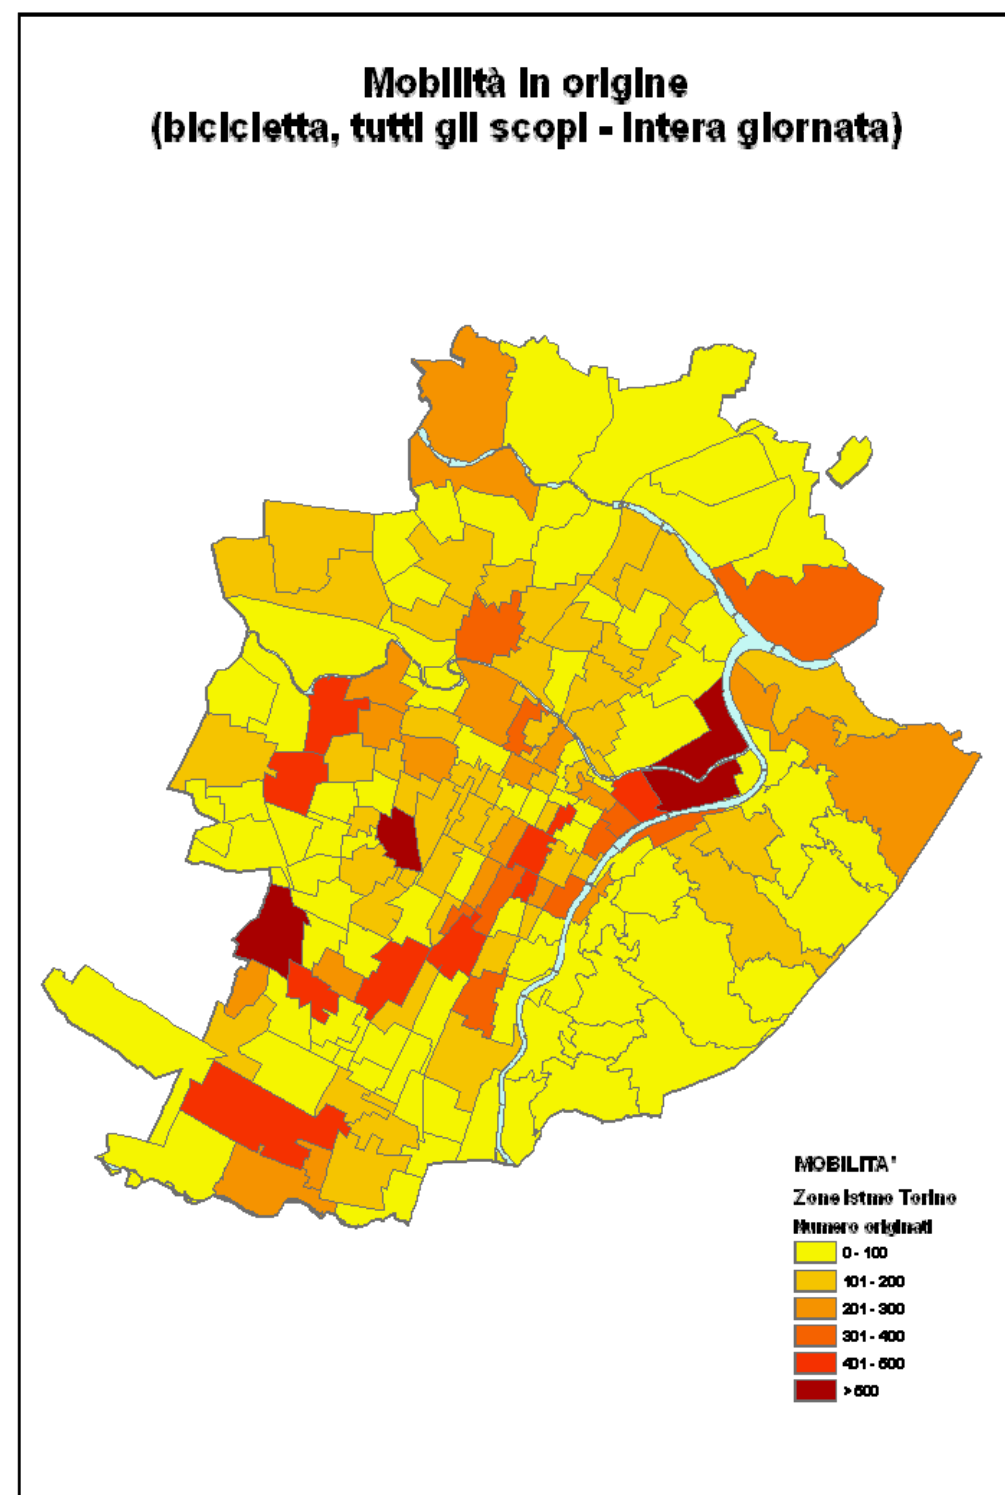 Mobilità in origine
(bicicletta, tutti gli scopi - intera giornata)
MOBILITA'
Zone Istmo Torino
Numero originati
0 - 100
101 - 200
201 - 300
301 - 400
401 - 500
> 500